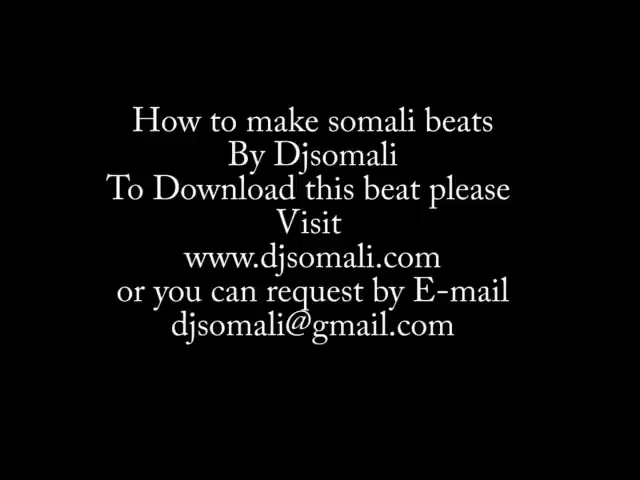 How to make somali beats
By Djsomali
To Download this beat please
Visit
www.djsomali.com
or you can request by E-mail
djsomali@gmail.com